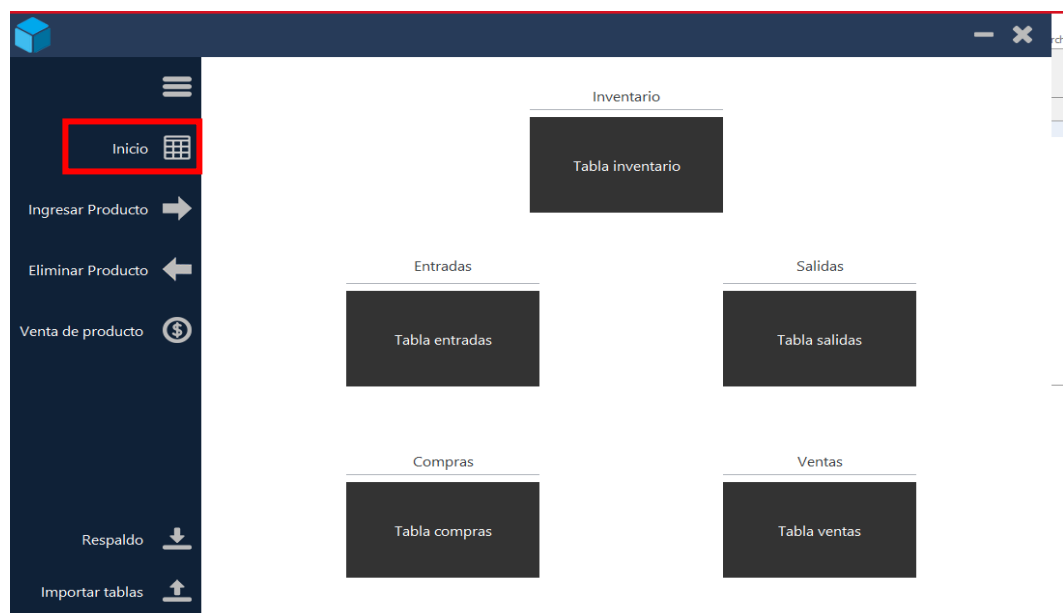 Inicio
Ingresar Producto
Eliminar Producto
Venta de producto
Respaldo
Importar tablas
Inventario
Tabla inventario
Entradas
Salidas
Tabla entradas
Tabla salidas
Compras
Ventas
Tabla compras
Tabla ventas